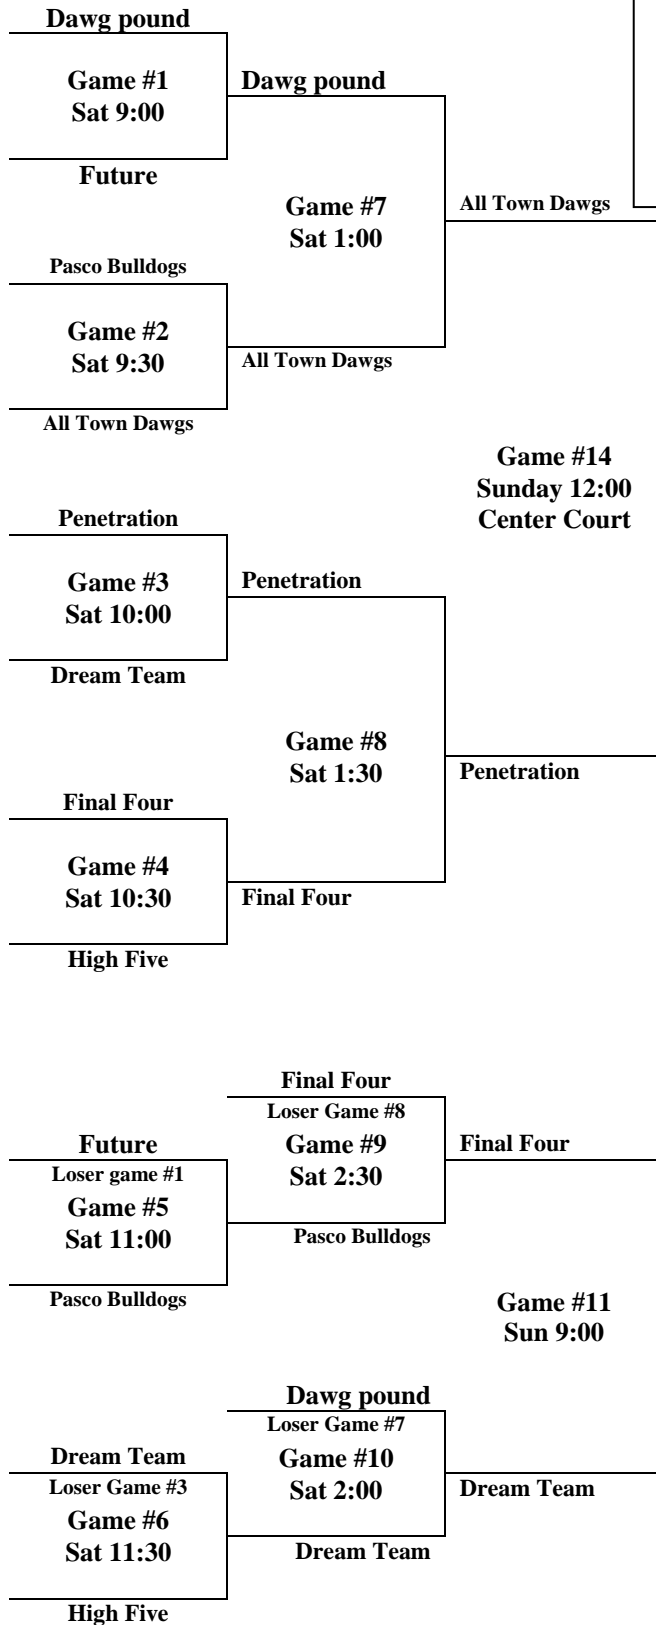 Dawg pound
Game #1
Sat 9:00
Dawg pound
Future
Game #7
Sat 1:00
All Town Dawgs
Pasco Bulldogs
Game #2
Sat 9:30
All Town Dawgs
All Town Dawgs
Game #14
Sunday 12:00
Center Court
Penetration
Game #3
Sat 10:00
Penetration
Dream Team
Game #8
Sat 1:30
Penetration
Final Four
Game #4
Sat 10:30
Final Four
High Five
Final Four
Loser Game #8
Game #9
Sat 2:30
Final Four
Future
Loser game #1
Game #5
Sat 11:00
Pasco Bulldogs
Pasco Bulldogs
Game #11
Sun 9:00
Dawg pound
Loser Game #7
Game #10
Sat 2:00
Dream Team
Dream Team
Loser Game #3
Game #6
Sat 11:30
Dream Team
High Five